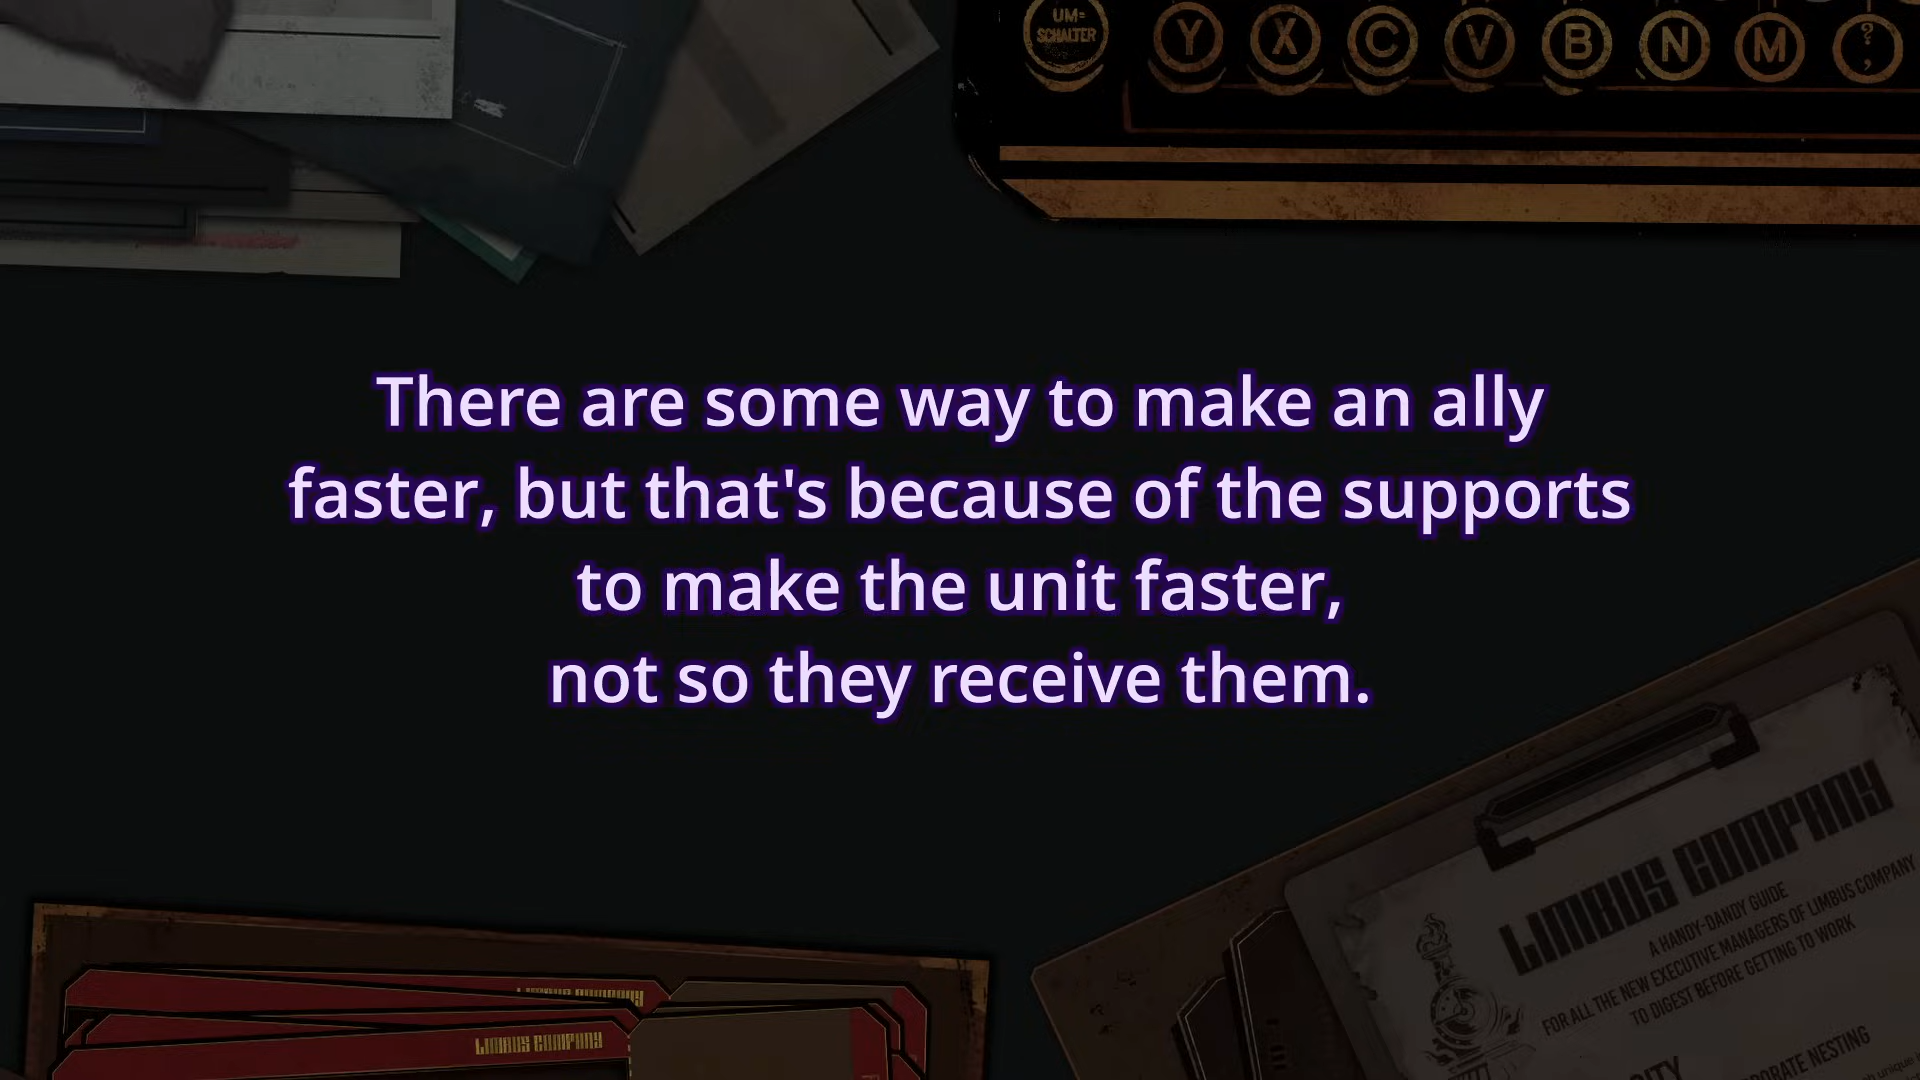 UM=
SCHALTER
Y X C V B N M ? ;
There are some way to make an ally
faster, but that's because of the supports
to make the unit faster,
not so they receive them.
LIMBUS COMPANY
A HANDY-DANDY GUIDE
FOR ALL THE NEW EXECUTIVE MANAGERS OF LIMBUS COMPANY
TO DIGEST BEFORE GETTING TO WORK
LIMBUS COMPANY
LIMBUS COMPANY